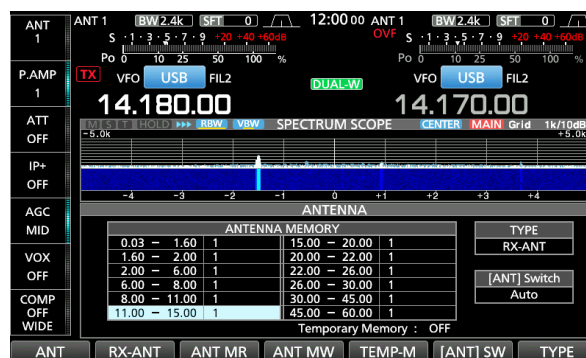 ANT 1
ANT 1 BW 2.4k SFT 0 12:00 00 ANT 1 BW 2.4k SFT 0
OVF
S ·1·3·5·7·9 +20 +40 +60dB S ·1·3·5·7·9 +20 +40 +60dB
Po 0 10 25 50 100 % Po 0 10 25 50 100 %
P.AMP 1
TX VFO USB FIL2 DUAL-W VFO USB FIL2
14.180.00 14.170.00
ATT OFF
M S T HOLD RBW VBW SPECTRUM SCOPE CENTER MAIN Grid 1k/10dB
-5.0k +5.0k
IP+ OFF
-4 -3 -2 -1 0 +1 +2 +3 +4
AGC MID
ANTENNA
ANTENNA MEMORY
0.03 – 1.60 1 15.00 – 20.00 1
1.60 – 2.00 1 20.00 – 22.00 1
2.00 – 6.00 1 22.00 – 26.00 1
6.00 – 8.00 1 26.00 – 30.00 1
8.00 – 11.00 1 30.00 – 45.00 1
11.00 – 15.00 1 45.00 – 60.00 1
Temporary Memory : OFF
TYPE
RX-ANT
[ANT] Switch
Auto
VOX OFF
COMP OFF WIDE
ANT RX-ANT ANT MR ANT MW TEMP-M [ANT] SW TYPE